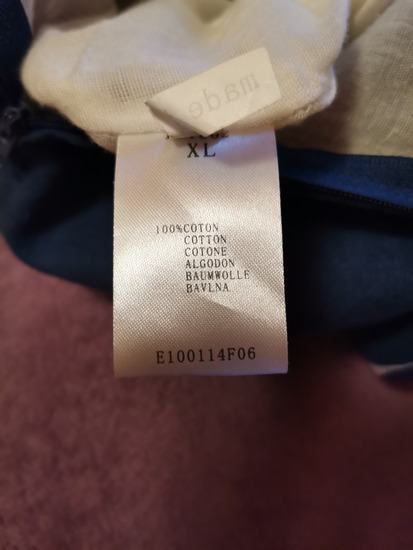 made
XL
100%COTON
COTTON
COTONE
ALGODON
BAUMWOLLE
BAVLNA
E100114F06